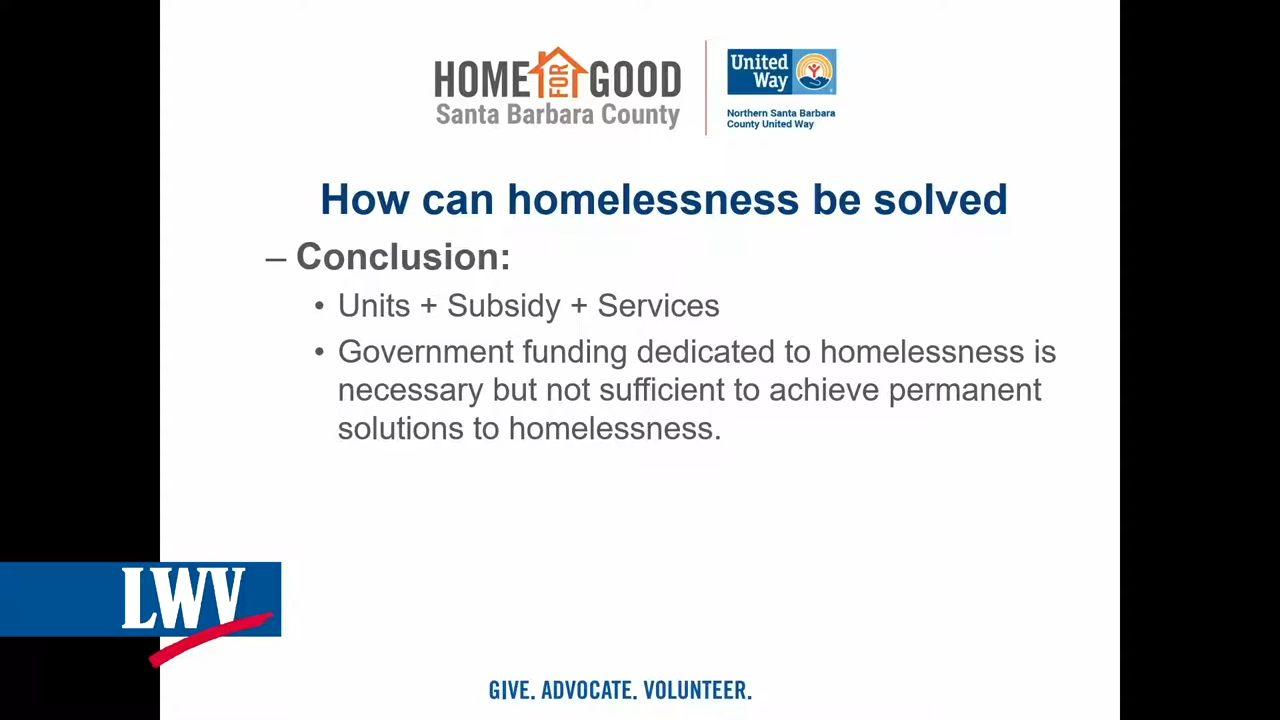 HOME FOR GOOD
Santa Barbara County
United
Way
Northern Santa Barbara
County United Way
How can homelessness be solved
– Conclusion:
• Units + Subsidy + Services
• Government funding dedicated to homelessness is
necessary but not sufficient to achieve permanent
solutions to homelessness.
LWV
GIVE. ADVOCATE. VOLUNTEER.